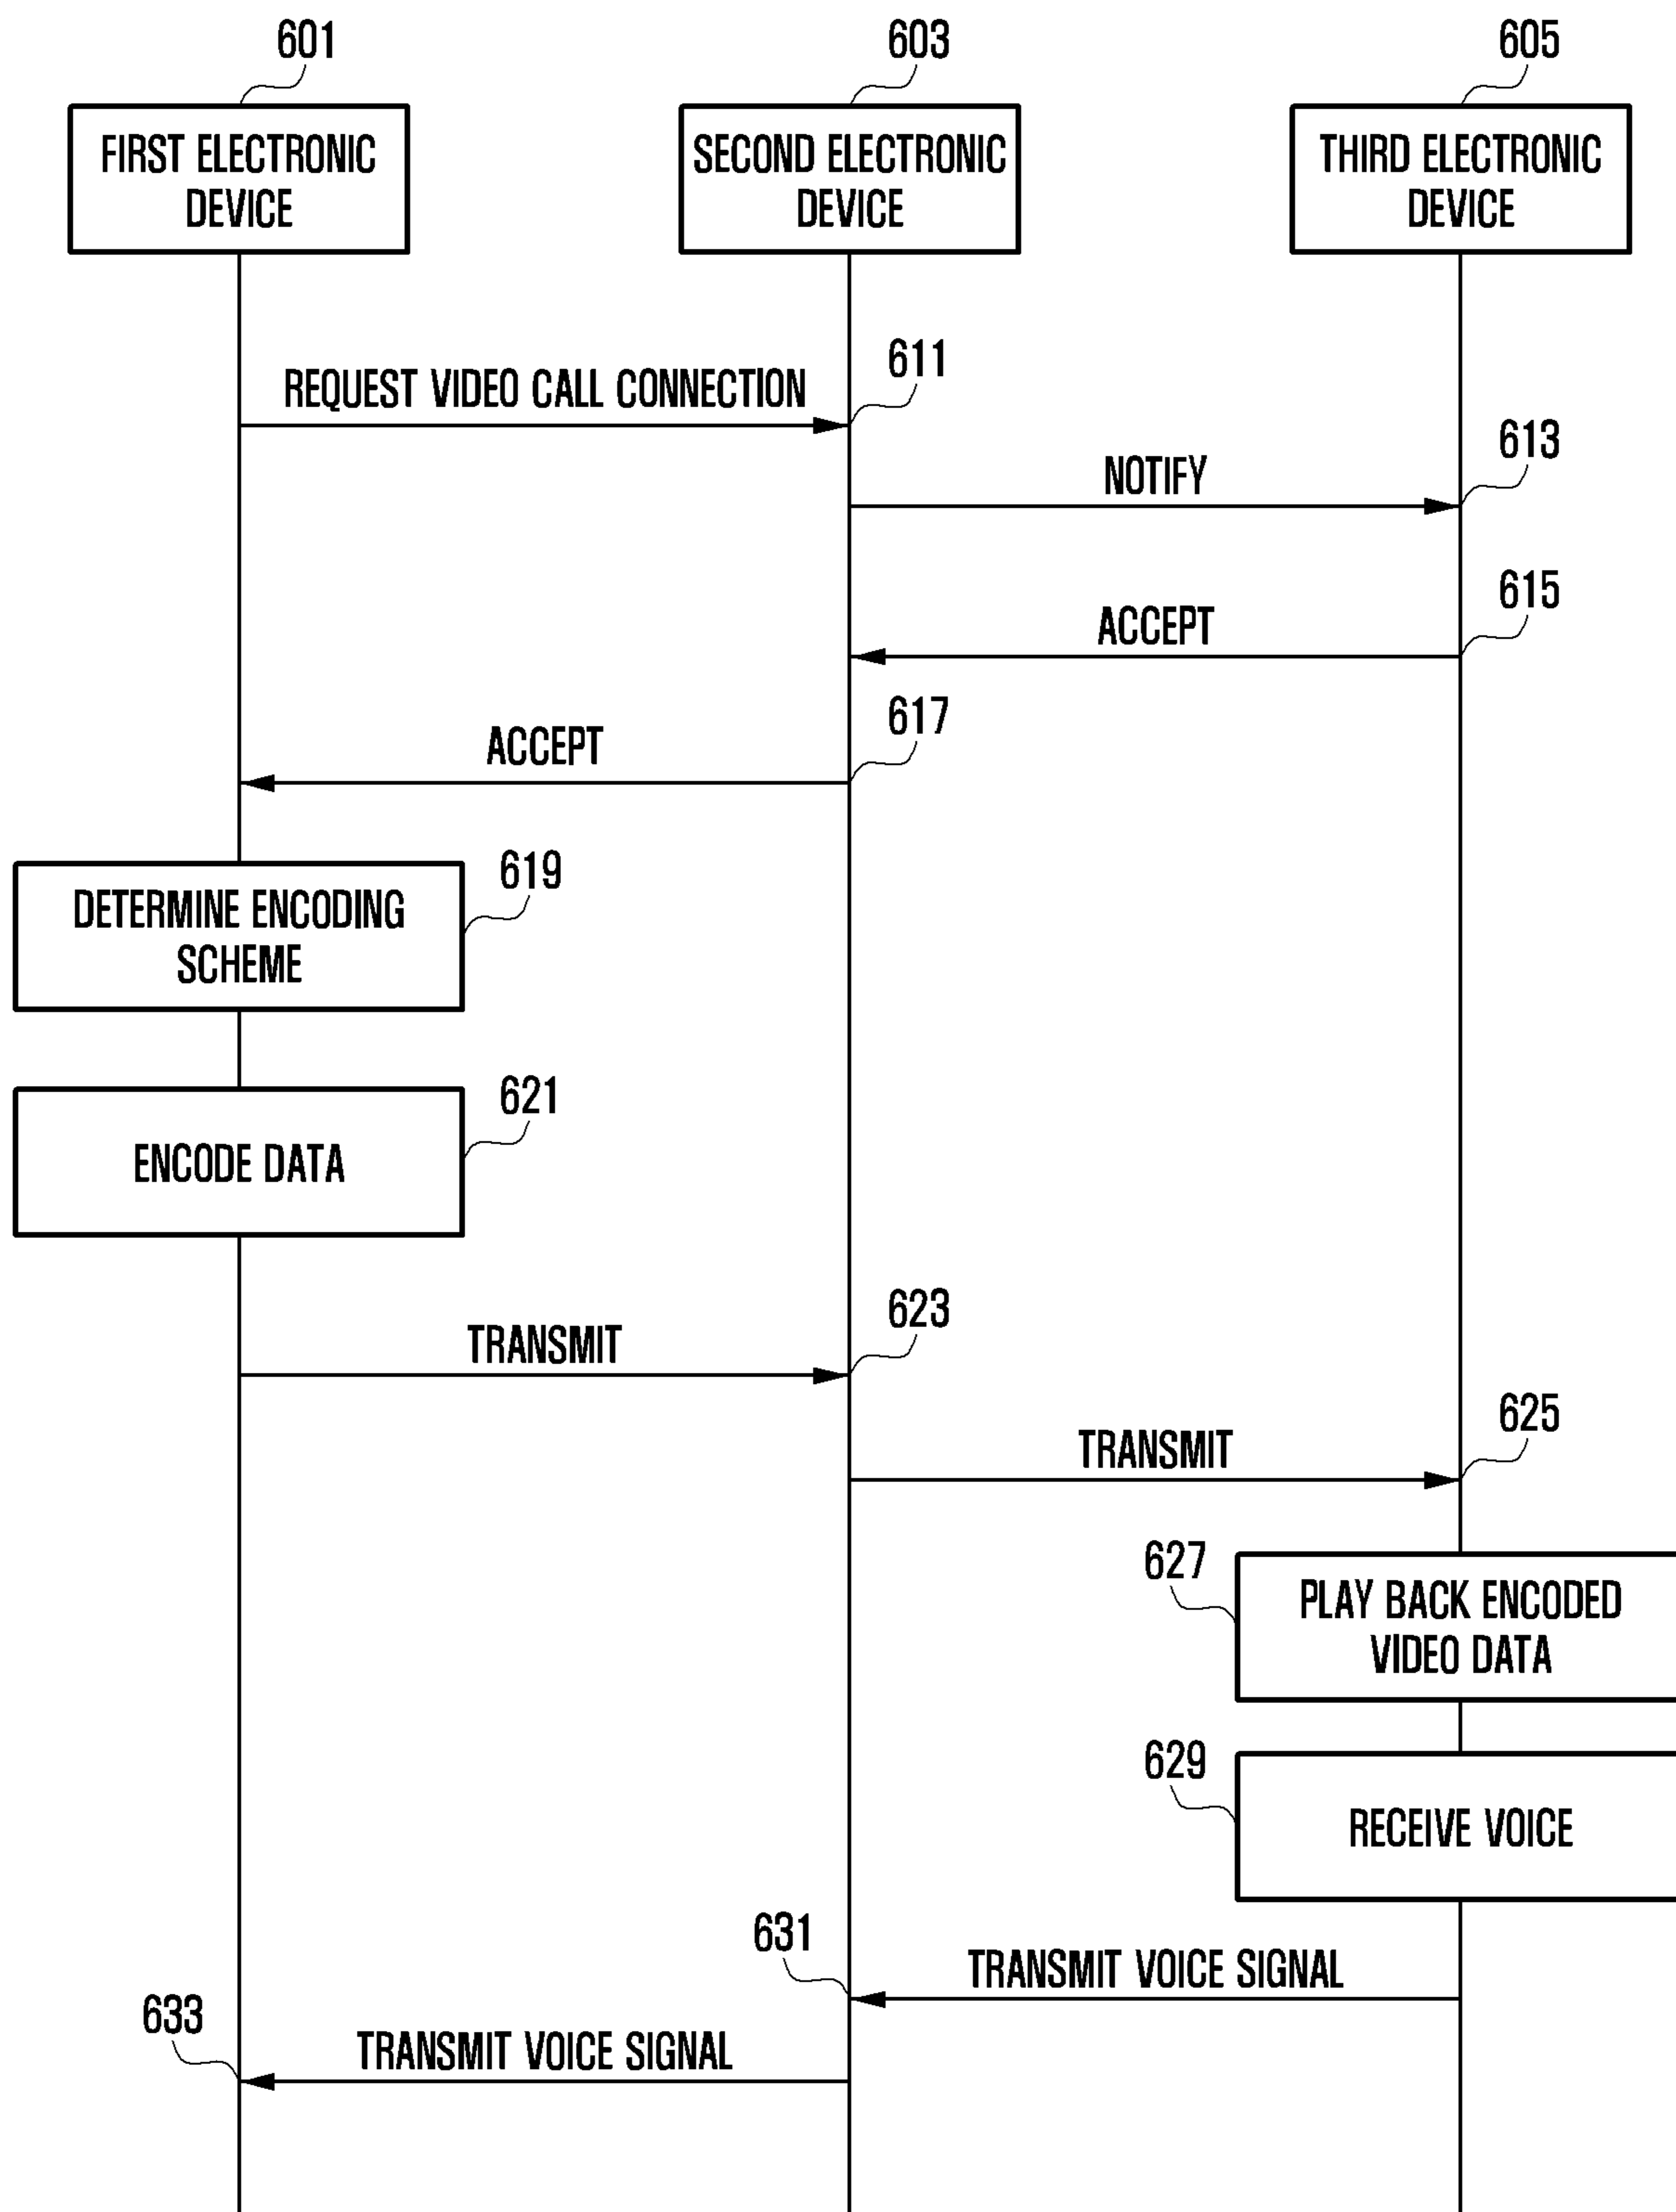 601
603
605
FIRST ELECTRONIC
DEVICE
SECOND ELECTRONIC
DEVICE
THIRD ELECTRONIC
DEVICE
611
REQUEST VIDEO CALL CONNECTION
613
NOTIFY
615
ACCEPT
617
ACCEPT
619
DETERMINE ENCODING
SCHEME
621
ENCODE DATA
623
TRANSMIT
625
TRANSMIT
627
PLAY BACK ENCODED
VIDEO DATA
629
RECEIVE VOICE
631
TRANSMIT VOICE SIGNAL
633
TRANSMIT VOICE SIGNAL